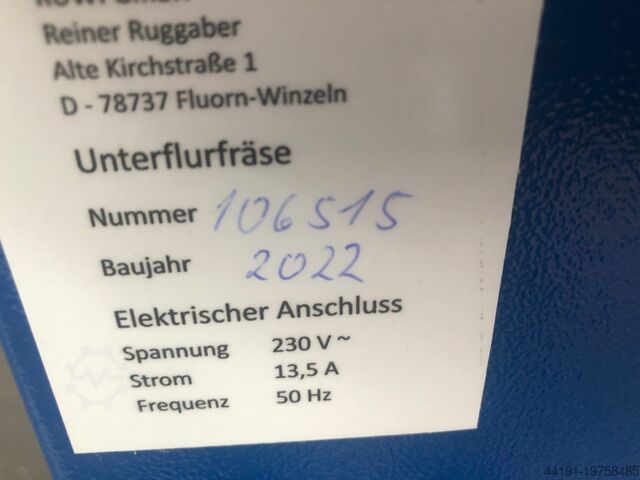 Reiner Ruggaber
Alte Kirchstraße 1
D - 78737 Fluorn-Winzeln
Unterflurfräse
Nummer 106515
Baujahr 2022
Elektrischer Anschluss
Spannung 230 V ~
Strom 13,5 A
Frequenz 50 Hz
44191-19758485